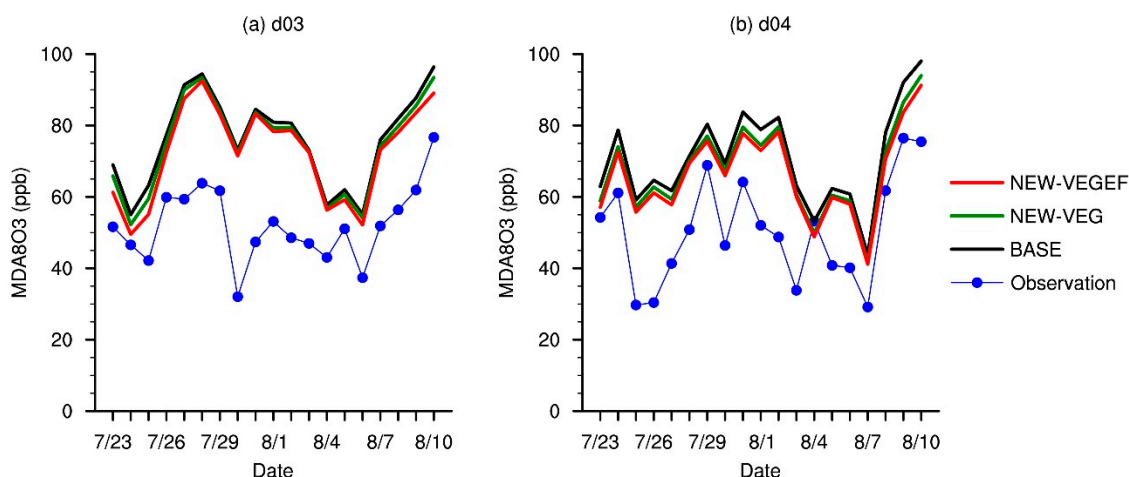 (a) d03
MDA8O3 (ppb)
100
80
60
40
20
0
7/23 7/26 7/29 8/1 8/4 8/7 8/10
Date
(b) d04
MDA8O3 (ppb)
100
80
60
40
20
0
7/23 7/26 7/29 8/1 8/4 8/7 8/10
Date
NEW-VEGEF
NEW-VEG
BASE
Observation